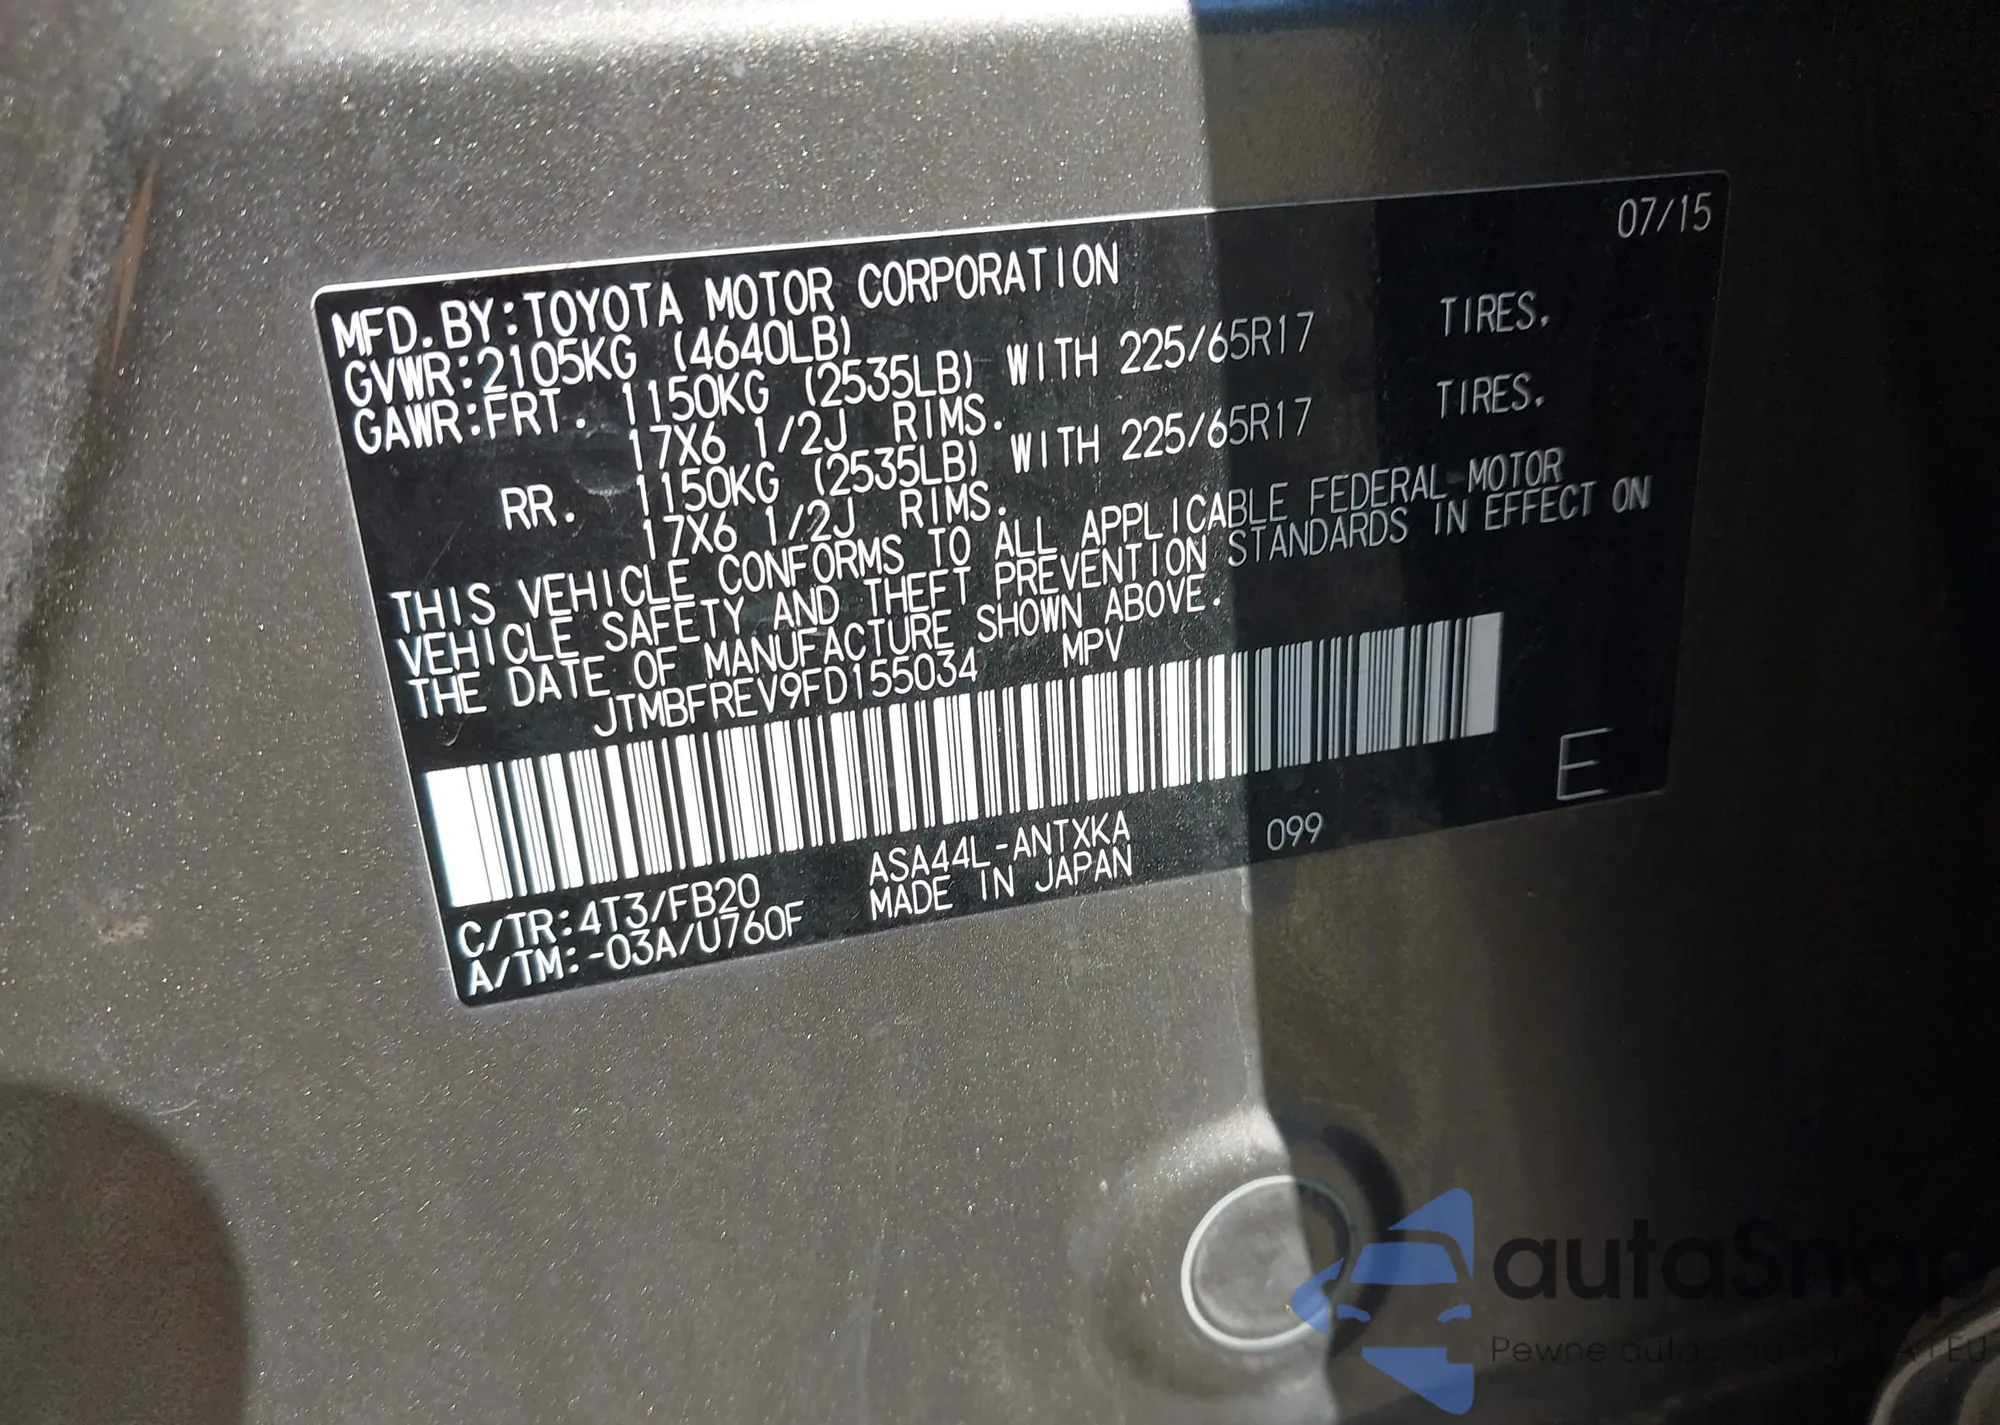 07/15
MFD.BY:TOYOTA MOTOR CORPORATION
GVWR:2105KG (4640LB)
GAWR:FRT. 1150KG (2535LB) WITH 225/65R17 TIRES.
17X6 1/2J RIMS.
RR. 1150KG (2535LB) WITH 225/65R17 TIRES.
17X6 1/2J RIMS.
THIS VEHICLE CONFORMS TO ALL APPLICABLE FEDERAL MOTOR
VEHICLE SAFETY AND THEFT PREVENTION STANDARDS IN EFFECT ON
THE DATE OF MANUFACTURE SHOWN ABOVE.
JTMBFREV9FD155034 MPV
E
C/TR:4T3/FB20 ASA44L-ANTXKA 099
A/TM:-03A/U760F MADE IN JAPAN
autaSnap
Pewne auta